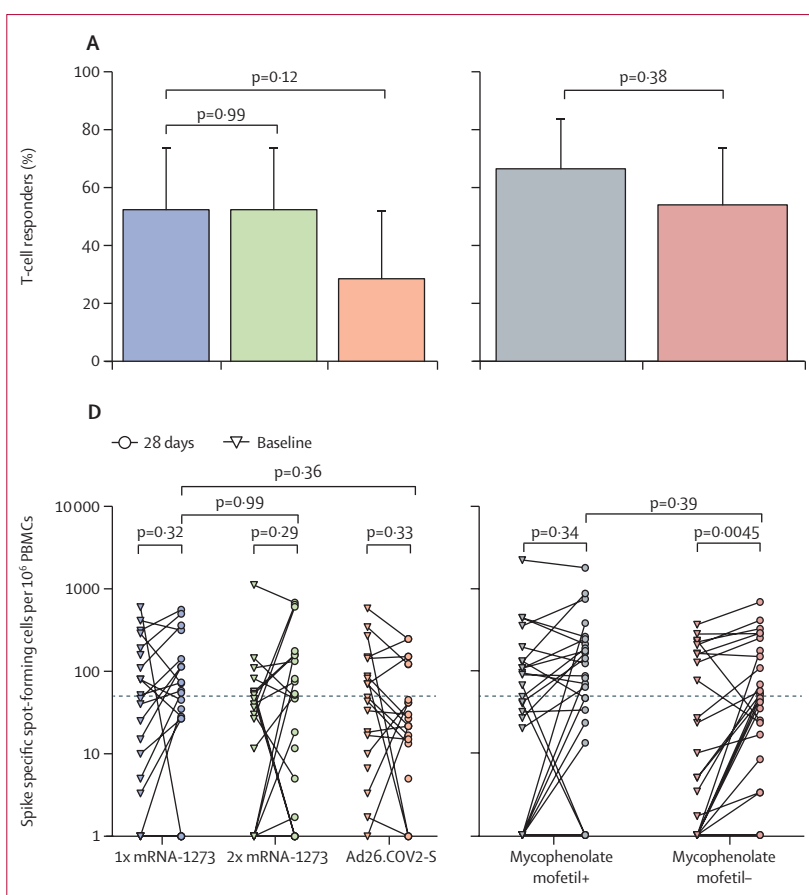 A
100
80
60
40
20
0
T-cell responders (%)
p=0·12
p=0·99
p=0·38
D
28 days Baseline
p=0·36
p=0·99
p=0·32 p=0·29 p=0·33
p=0·39
p=0·34 p=0·0045
10 000
1000
100
10
1
Spike specific spot-forming cells per 10⁶ PBMCs
1x mRNA-1273 2x mRNA-1273 Ad26.COV2-S
Mycophenolate
mofetil+
Mycophenolate
mofetil–